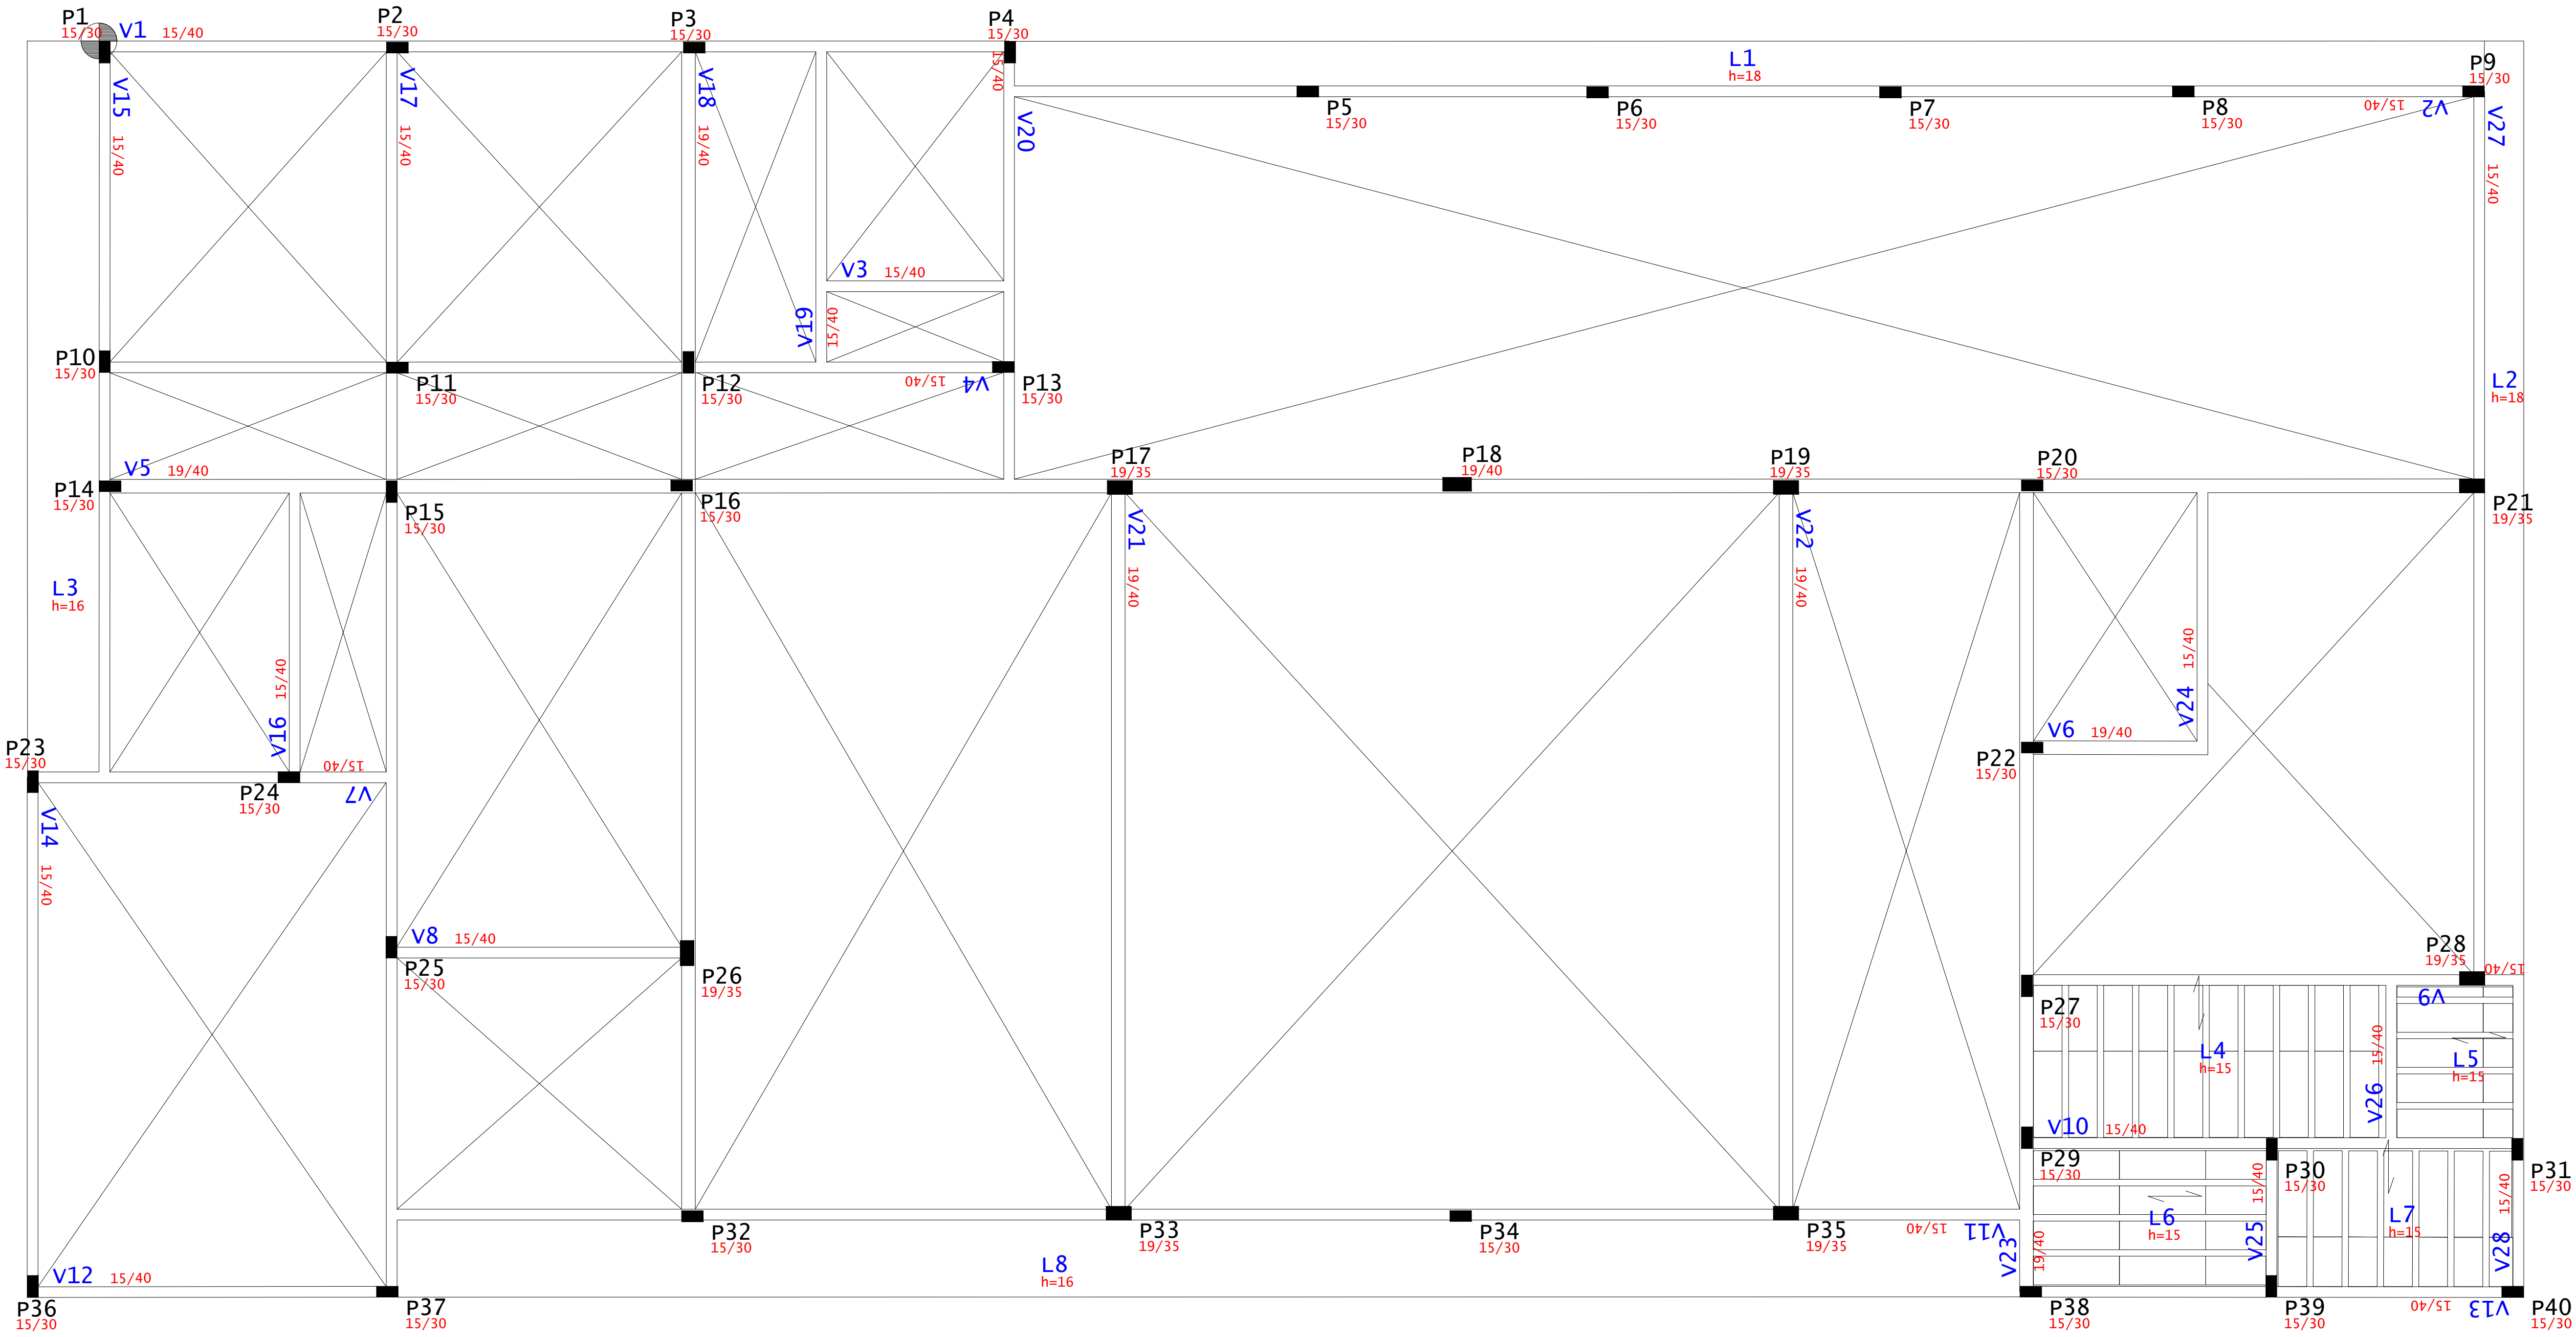 P1
15/30
V1 15/40
P2
15/30
P3
15/30
P4
15/30
15/40
L1
h=18
P9
15/30
V15
15/40
V17
15/40
V18
19/40
V20
P5
15/30
P6
15/30
P7
15/30
P8
15/30
15/40
V2
V27
15/40
V3 15/40
V19
15/40
P10
15/30
P11
15/30
P12
15/30
15/40
V4
P13
15/30
L2
h=18
V5 19/40
P14
15/30
P15
15/30
P16
15/30
P17
19/35
P18
19/40
P19
19/35
P20
15/30
P21
19/35
V21
19/40
V22
19/40
L3
h=16
15/40
V16
15/40
V24
V6 19/40
P22
15/30
P23
15/30
P24
15/30
15/40
V7
V14
15/40
V8 15/40
P25
15/30
P26
19/35
P28
19/35
15/40
V9
P27
15/30
L4
h=15
15/40
V26
L5
h=15
V10 15/40
P29
15/30
P30
15/30
P31
15/30
15/40
V25
L6
h=15
L7
h=15
15/40
V28
P32
15/30
P33
19/35
P34
15/30
P35
19/35
15/40
V11
V23
19/40
L8
h=16
V12 15/40
P36
15/30
P37
15/30
P38
15/30
P39
15/30
15/40
V13
P40
15/30